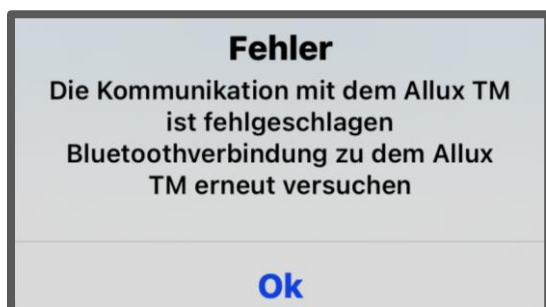 Fehler
Die Kommunikation mit dem Allux TM
ist fehlgeschlagen
Bluetoothverbindung zu dem Allux
TM erneut versuchen
Ok